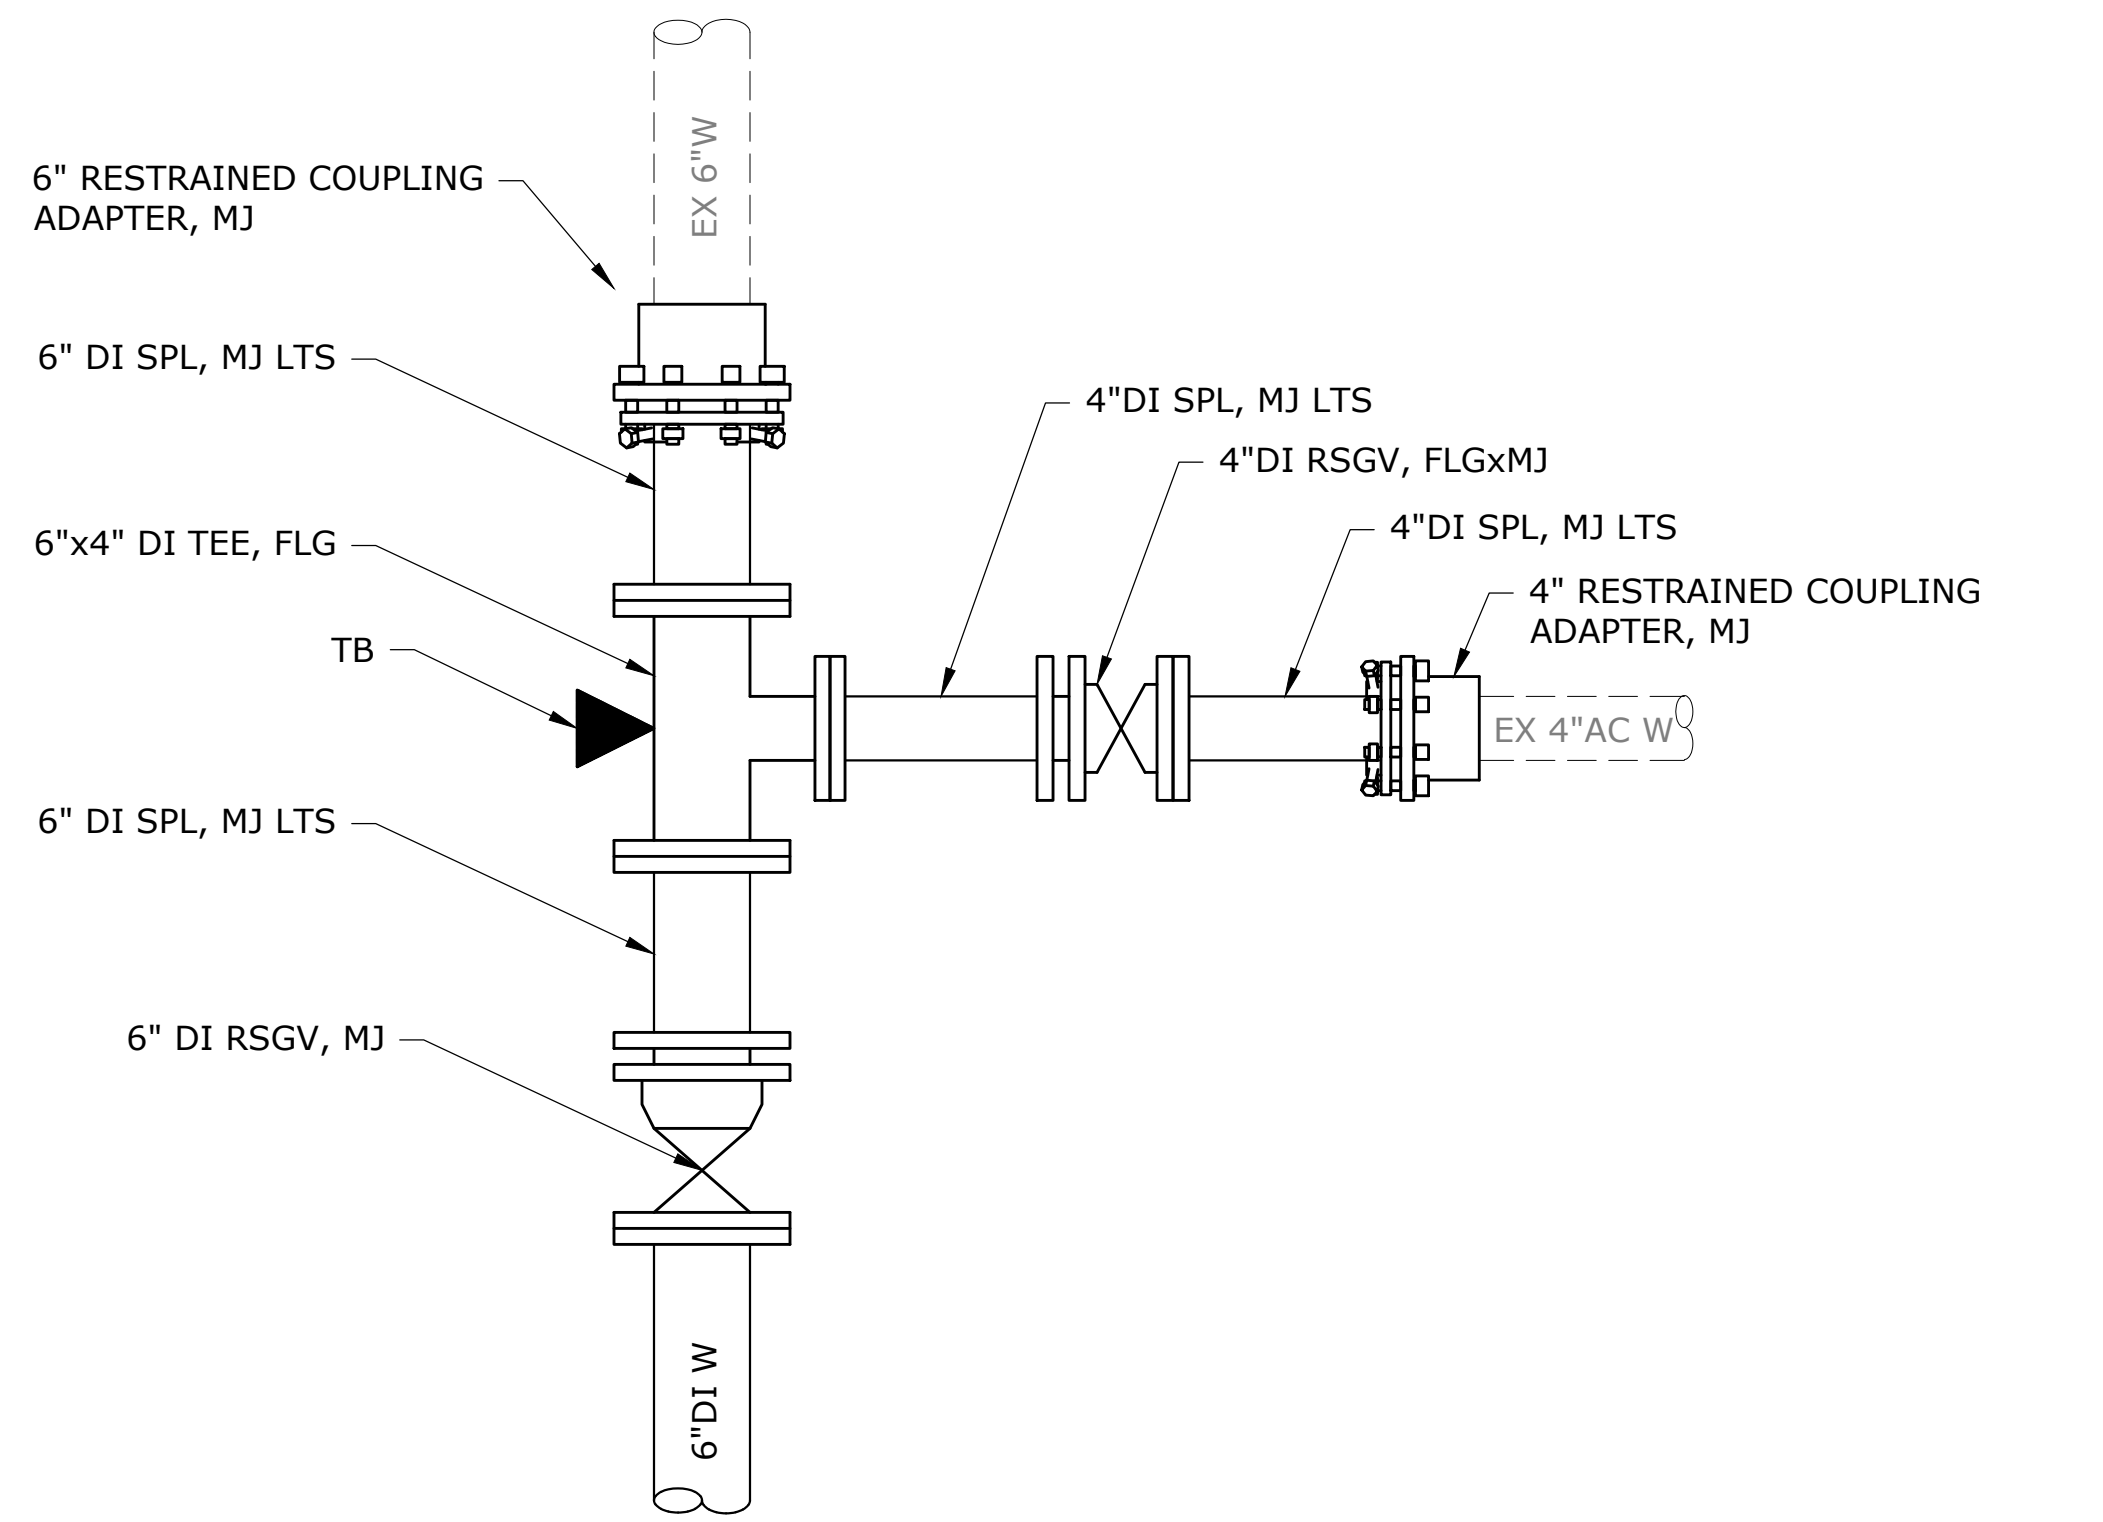 EX 6"W
6" RESTRAINED COUPLING
ADAPTER, MJ
6" DI SPL, MJ LTS
4"DI SPL, MJ LTS
4"DI RSGV, FLGxMJ
4"DI SPL, MJ LTS
6"x4" DI TEE, FLG
4" RESTRAINED COUPLING
ADAPTER, MJ
TB
EX 4"AC W
6" DI SPL, MJ LTS
6" DI RSGV, MJ
6"DI W